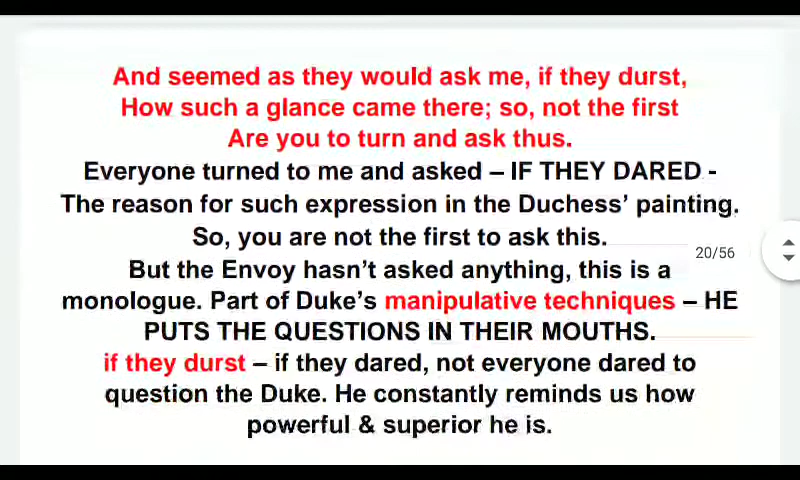 And seemed as they would ask me, if they durst,
How such a glance came there; so, not the first
Are you to turn and ask thus.
Everyone turned to me and asked – IF THEY DARED -
The reason for such expression in the Duchess’ painting.
So, you are not the first to ask this.
20/56
But the Envoy hasn’t asked anything, this is a
monologue. Part of Duke’s manipulative techniques – HE
PUTS THE QUESTIONS IN THEIR MOUTHS.
if they durst – if they dared, not everyone dared to
question the Duke. He constantly reminds us how
powerful & superior he is.